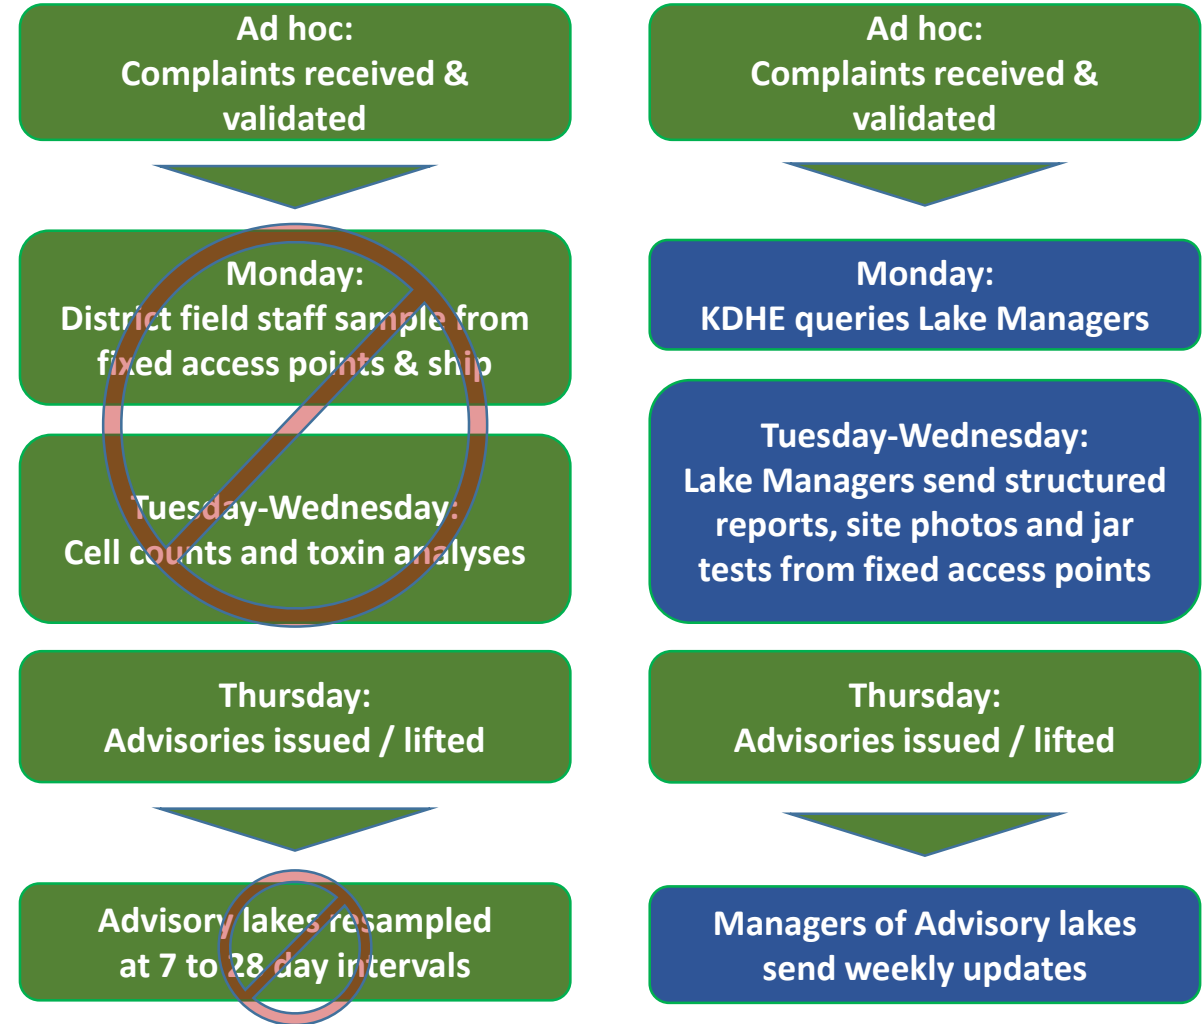 Ad hoc:
Complaints received &
validated
Monday:
District field staff sample from
fixed access points & ship
Tuesday-Wednesday:
Cell counts and toxin analyses
Thursday:
Advisories issued / lifted
Advisory lakes resampled
at 7 to 28 day intervals
Ad hoc:
Complaints received &
validated
Monday:
KDHE queries Lake Managers
Tuesday-Wednesday:
Lake Managers send structured
reports, site photos and jar
tests from fixed access points
Thursday:
Advisories issued / lifted
Managers of Advisory lakes
send weekly updates